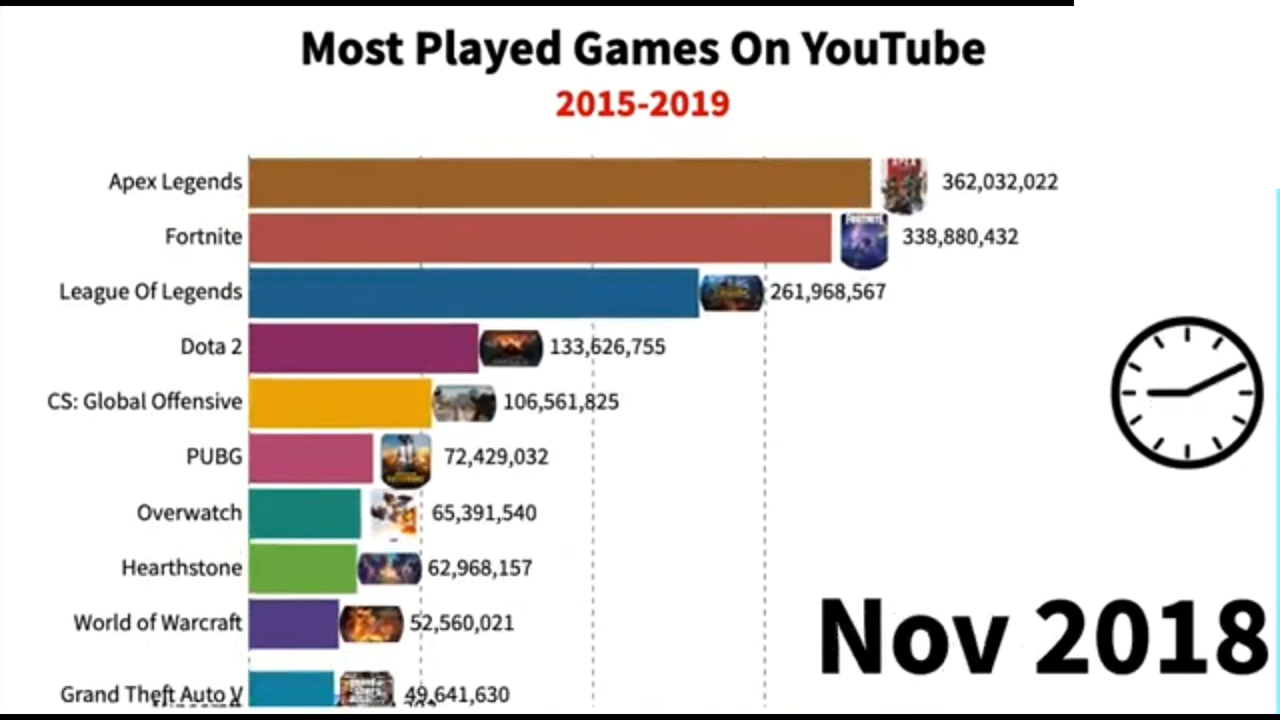 Most Played Games On YouTube
2015-2019
Apex Legends 362,032,022
Fortnite 338,880,432
League Of Legends 261,968,567
Dota 2 133,626,755
CS: Global Offensive 106,561,825
PUBG 72,429,032
Overwatch 65,391,540
Hearthstone 62,968,157
World of Warcraft 52,560,021
Grand Theft Auto V 49,641,630
Nov 2018